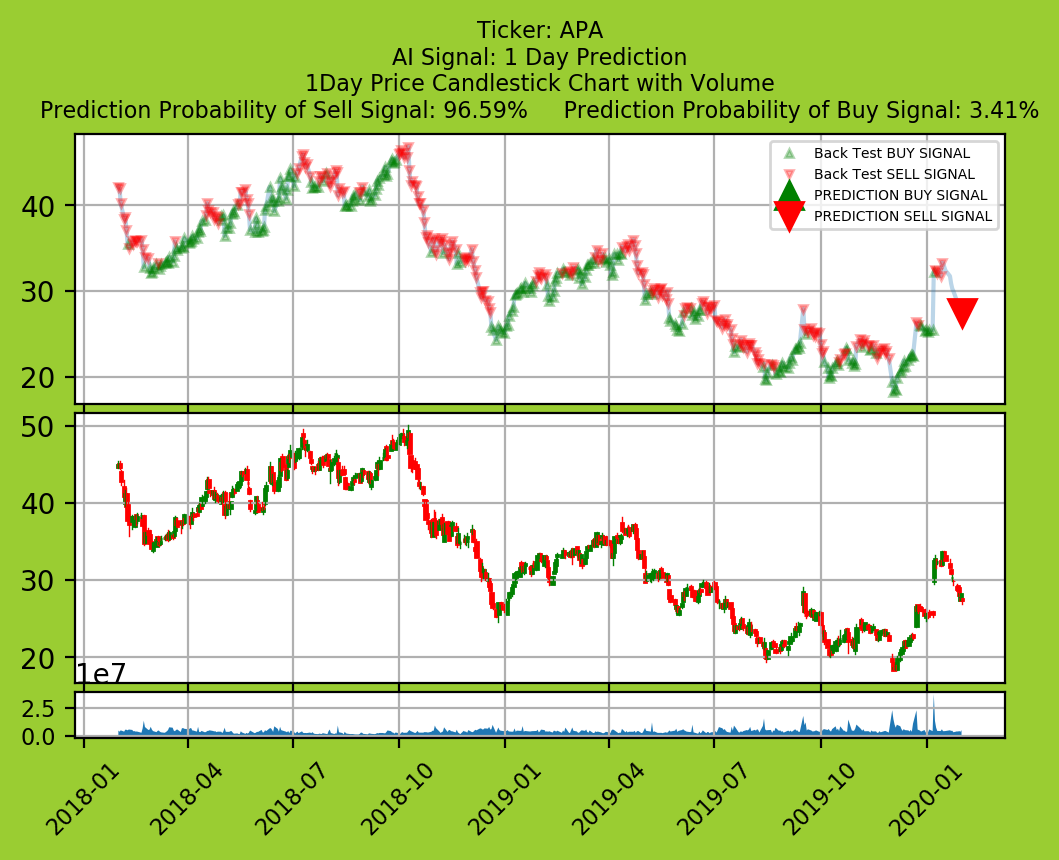 Ticker: APA
AI Signal: 1 Day Prediction
1Day Price Candlestick Chart with Volume
Prediction Probability of Sell Signal: 96.59%     Prediction Probability of Buy Signal: 3.41%
Back Test BUY SIGNAL
Back Test SELL SIGNAL
PREDICTION BUY SIGNAL
PREDICTION SELL SIGNAL
40
30
20
50
40
30
20
1e7
2.5
0.0
2018-01
2018-04
2018-07
2018-10
2019-01
2019-04
2019-07
2019-10
2020-01